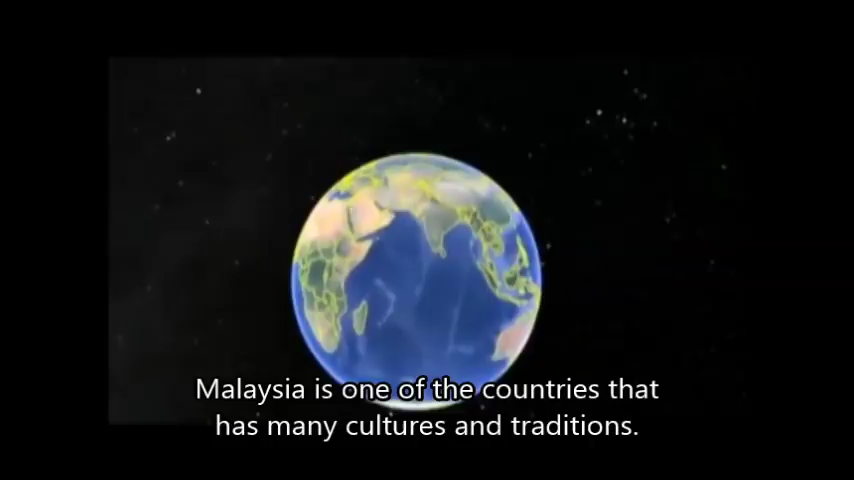 Malaysia is one of the countries that
has many cultures and traditions.